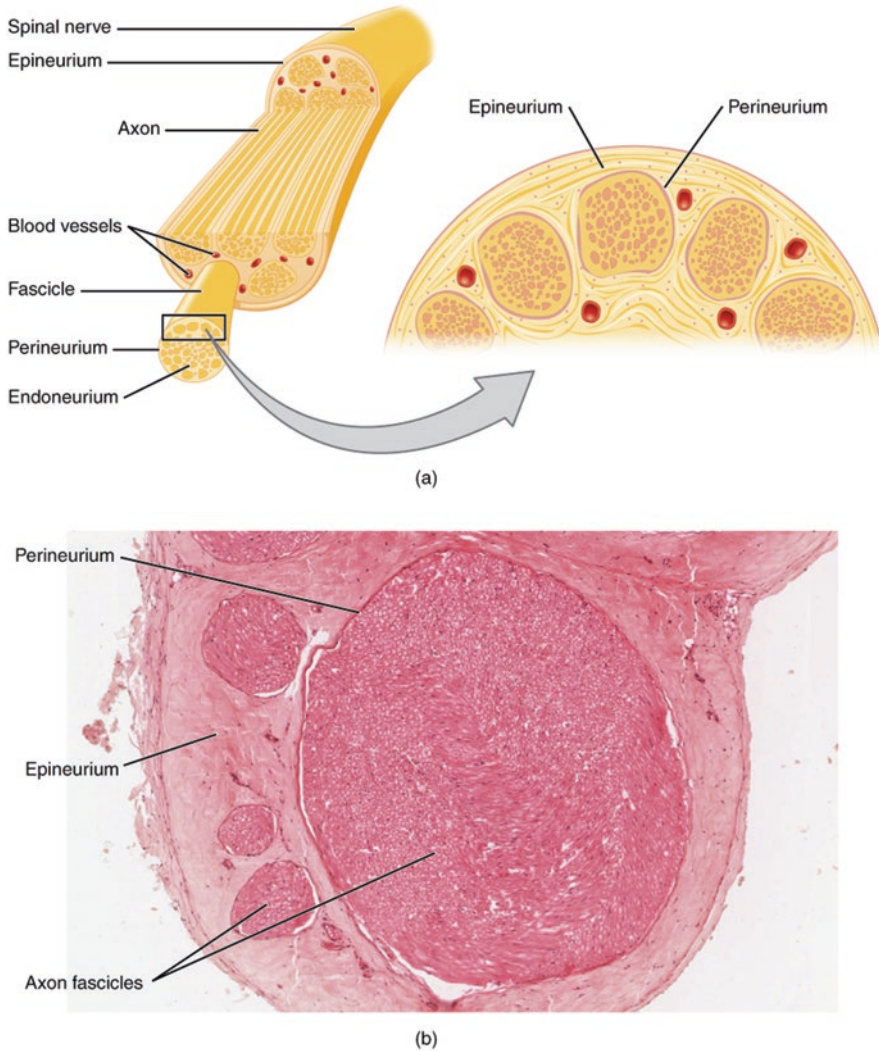 Spinal nerve
Epineurium
Axon
Blood vessels
Fascicle
Perineurium
Endoneurium
Epineurium
Perineurium
(a)
Perineurium
Epineurium
Axon fascicles
(b)